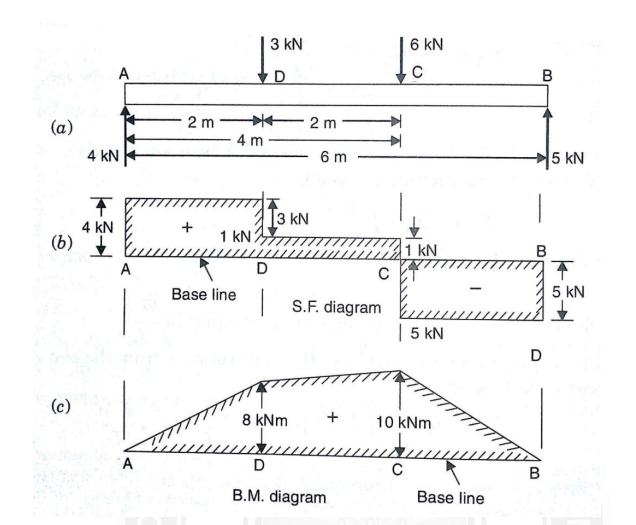 3 kN 6 kN
A D C B
(a)
2 m 2 m
4 m
6 m
4 kN 5 kN
4 kN + 3 kN
(b) 1 kN 1 kN B
A D C
Base line − 5 kN
S.F. diagram
5 kN
D
(c)
8 kNm + 10 kNm
A D C B
B.M. diagram Base line